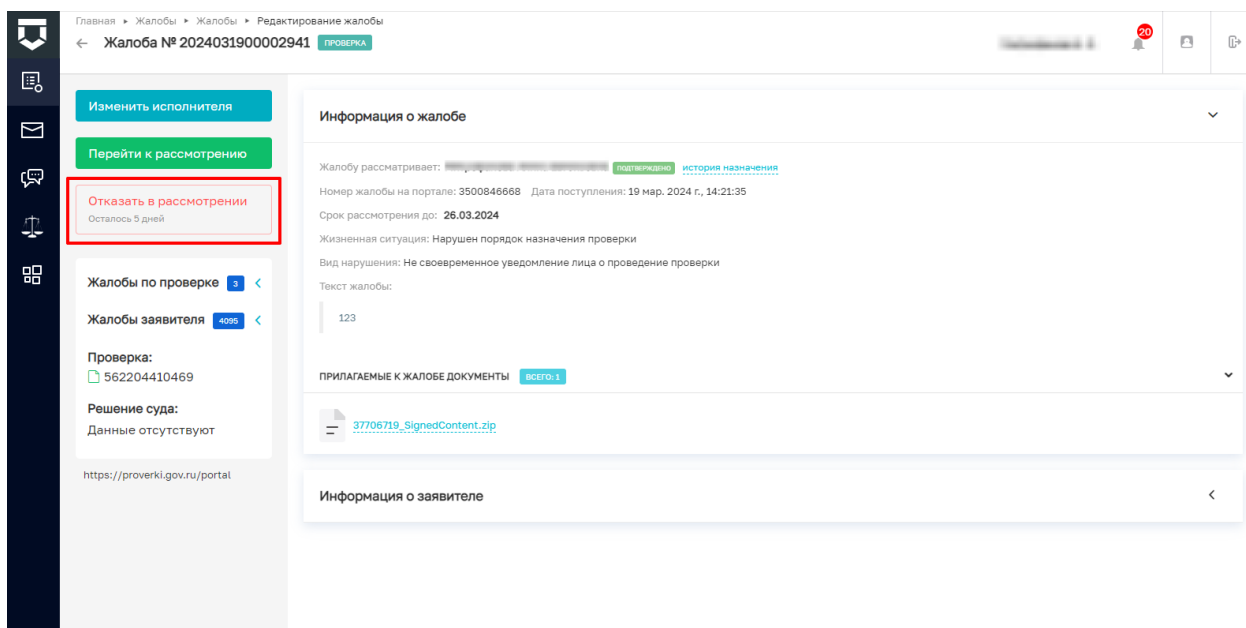 Главная ▸ Жалобы ▸ Жалобы ▸ Редактирование жалобы
← Жалоба № 2024031900002941 ПРОВЕРКА
20
Изменить исполнителя
Перейти к рассмотрению
Отказать в рассмотрении
Осталось 5 дней
Жалобы по проверке 3
Жалобы заявителя 4095
Проверка:
562204410469
Решение суда:
Данные отсутствуют
https://proverki.gov.ru/portal
Информация о жалобе
Жалобу рассматривает: ПОДТВЕРЖДЕНО история назначения
Номер жалобы на портале: 3500846668 Дата поступления: 19 мар. 2024 г., 14:21:35
Срок рассмотрения до: 26.03.2024
Жизненная ситуация: Нарушен порядок назначения проверки
Вид нарушения: Не своевременное уведомление лица о проведение проверки
Текст жалобы:
123
ПРИЛАГАЕМЫЕ К ЖАЛОБЕ ДОКУМЕНТЫ ВСЕГО: 1
37706719_SignedContent.zip
Информация о заявителе